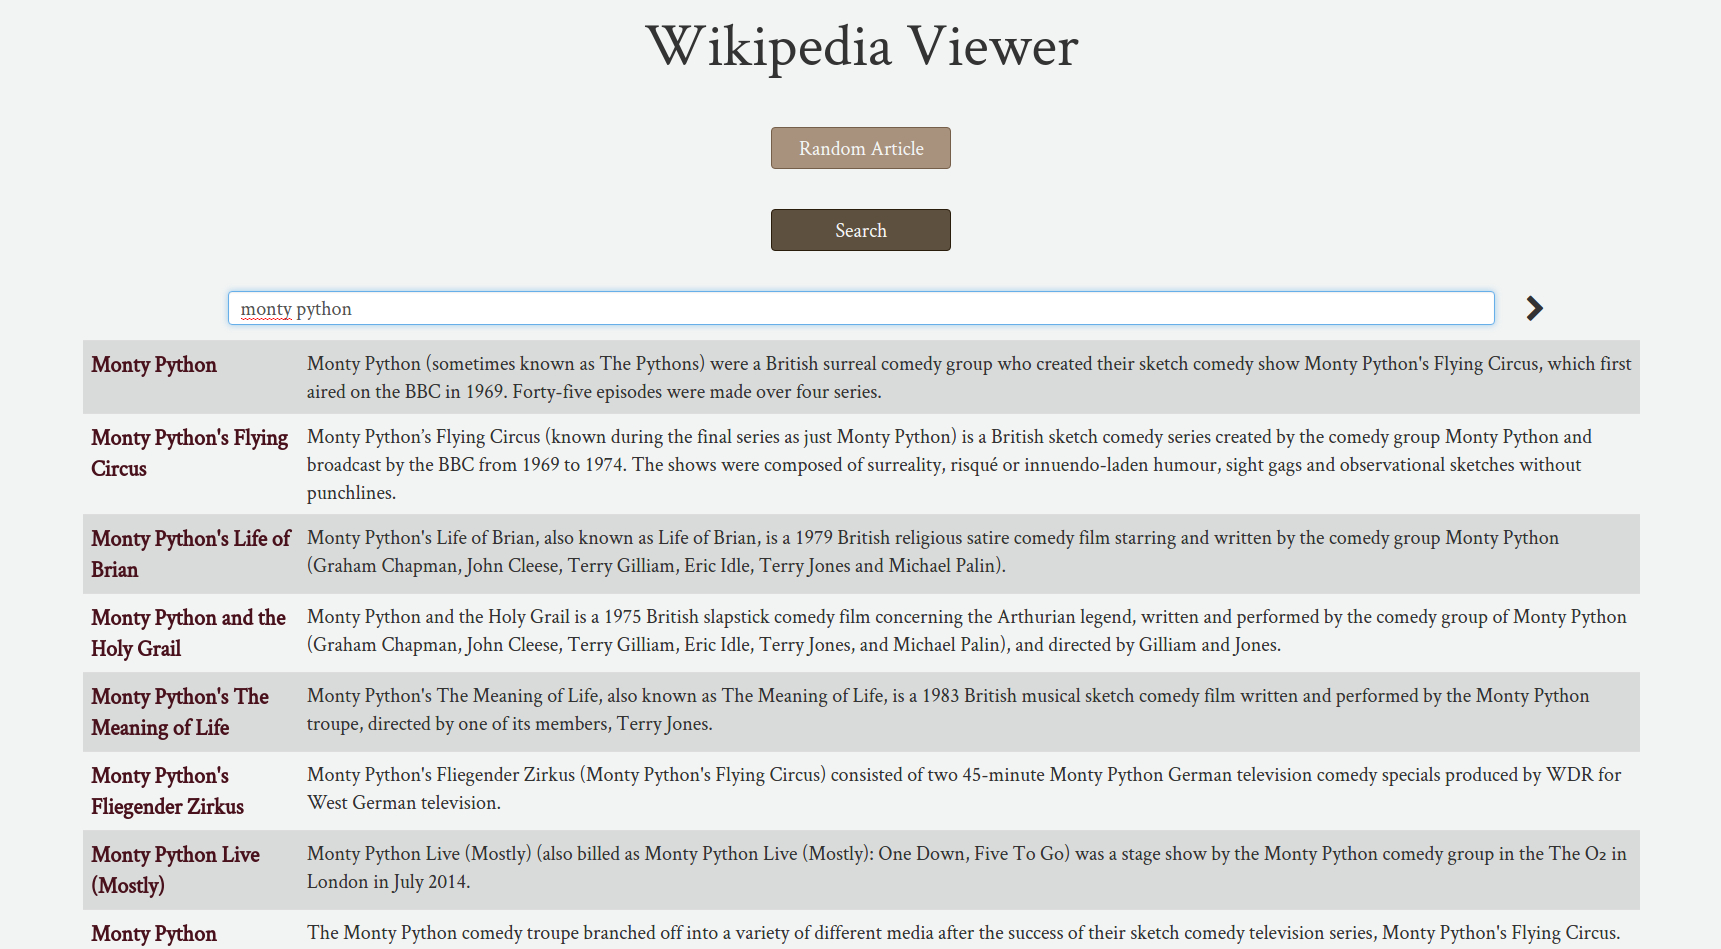 Wikipedia Viewer
Random Article
Search
monty python
Monty Python
Monty Python (sometimes known as The Pythons) were a British surreal comedy group who created their sketch comedy show Monty Python's Flying Circus, which first
aired on the BBC in 1969. Forty-five episodes were made over four series.
Monty Python's Flying
Circus
Monty Python’s Flying Circus (known during the final series as just Monty Python) is a British sketch comedy series created by the comedy group Monty Python and
broadcast by the BBC from 1969 to 1974. The shows were composed of surreality, risqué or innuendo-laden humour, sight gags and observational sketches without
punchlines.
Monty Python's Life of
Brian
Monty Python's Life of Brian, also known as Life of Brian, is a 1979 British religious satire comedy film starring and written by the comedy group Monty Python
(Graham Chapman, John Cleese, Terry Gilliam, Eric Idle, Terry Jones and Michael Palin).
Monty Python and the
Holy Grail
Monty Python and the Holy Grail is a 1975 British slapstick comedy film concerning the Arthurian legend, written and performed by the comedy group of Monty Python
(Graham Chapman, John Cleese, Terry Gilliam, Eric Idle, Terry Jones, and Michael Palin), and directed by Gilliam and Jones.
Monty Python's The
Meaning of Life
Monty Python's The Meaning of Life, also known as The Meaning of Life, is a 1983 British musical sketch comedy film written and performed by the Monty Python
troupe, directed by one of its members, Terry Jones.
Monty Python's
Fliegender Zirkus
Monty Python's Fliegender Zirkus (Monty Python's Flying Circus) consisted of two 45-minute Monty Python German television comedy specials produced by WDR for
West German television.
Monty Python Live
(Mostly)
Monty Python Live (Mostly) (also billed as Monty Python Live (Mostly): One Down, Five To Go) was a stage show by the Monty Python comedy group in the The O2 in
London in July 2014.
Monty Python
The Monty Python comedy troupe branched off into a variety of different media after the success of their sketch comedy television series, Monty Python's Flying Circus.